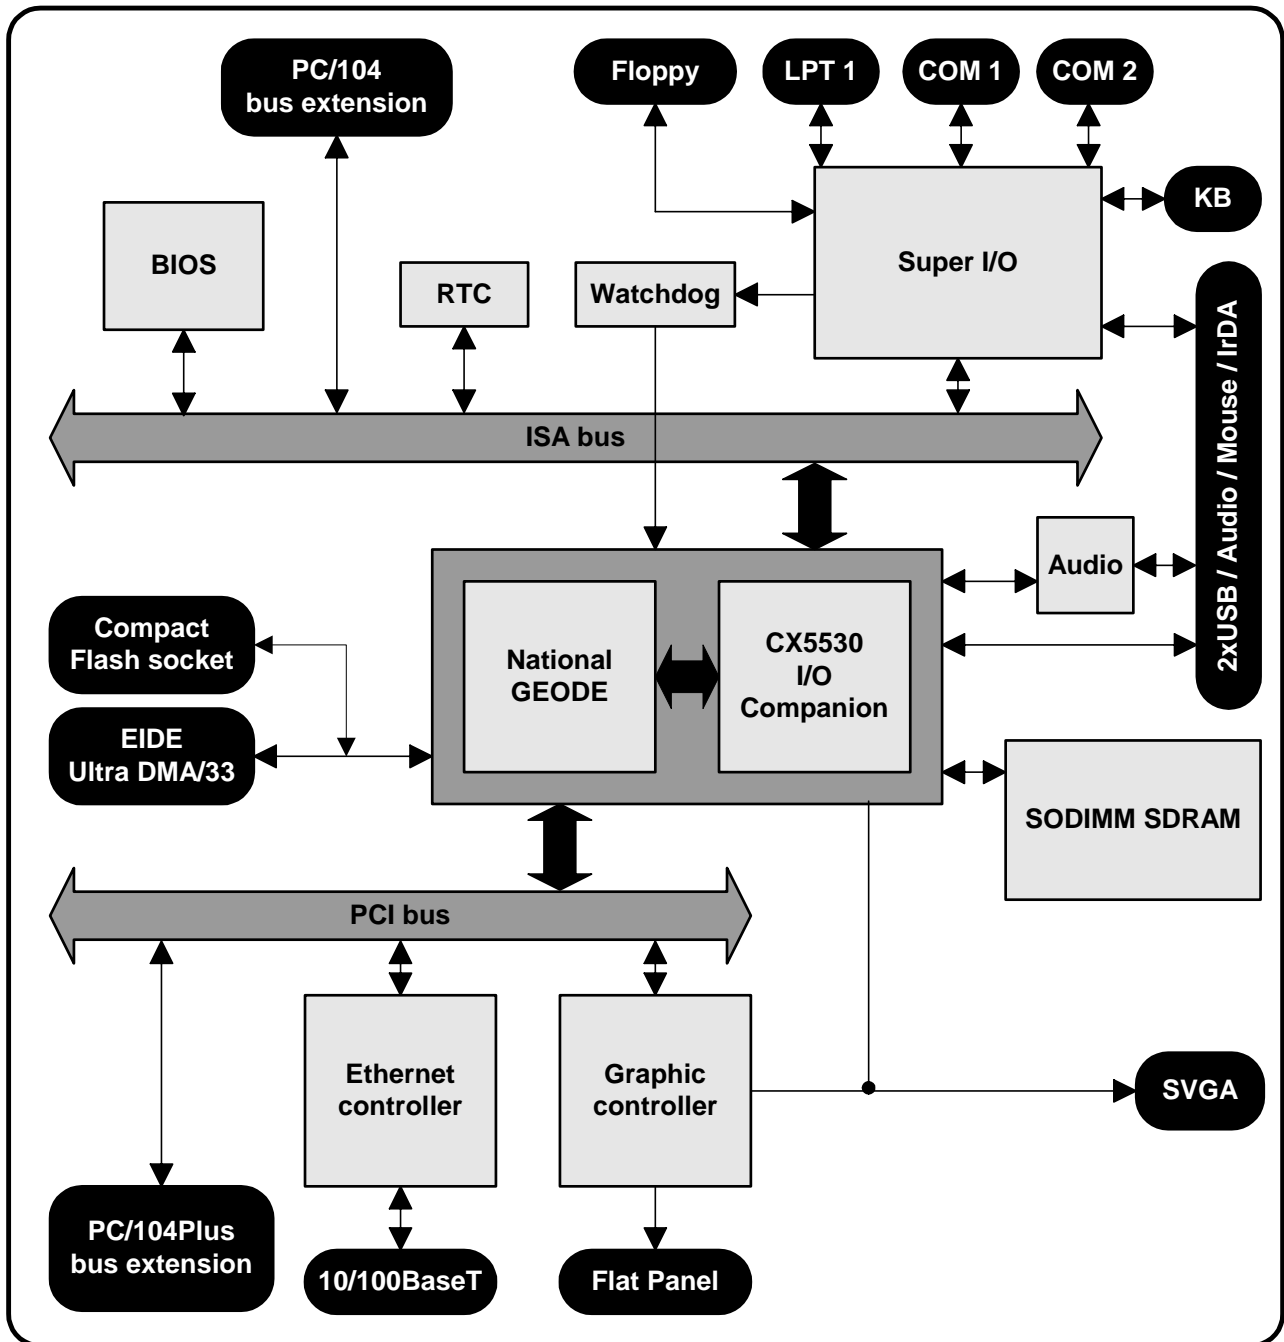 PC/104
bus extension
Floppy
LPT 1
COM 1
COM 2
KB
BIOS
RTC
Watchdog
Super I/O
2xUSB / Audio / Mouse / IrDA
ISA bus
Audio
Compact
Flash socket
National
GEODE
CX5530
I/O
Companion
EIDE
Ultra DMA/33
SODIMM SDRAM
PCI bus
Ethernet
controller
Graphic
controller
SVGA
PC/104Plus
bus extension
10/100BaseT
Flat Panel